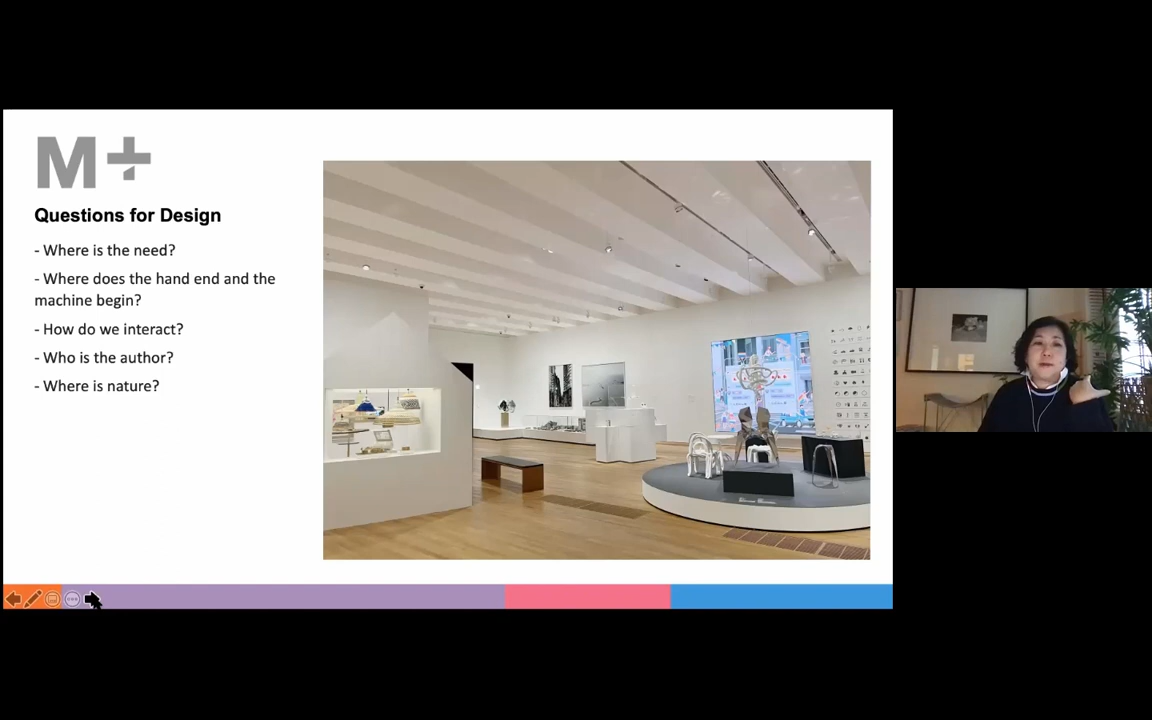 M+
Questions for Design
- Where is the need?
- Where does the hand end and the
machine begin?
- How do we interact?
- Who is the author?
- Where is nature?